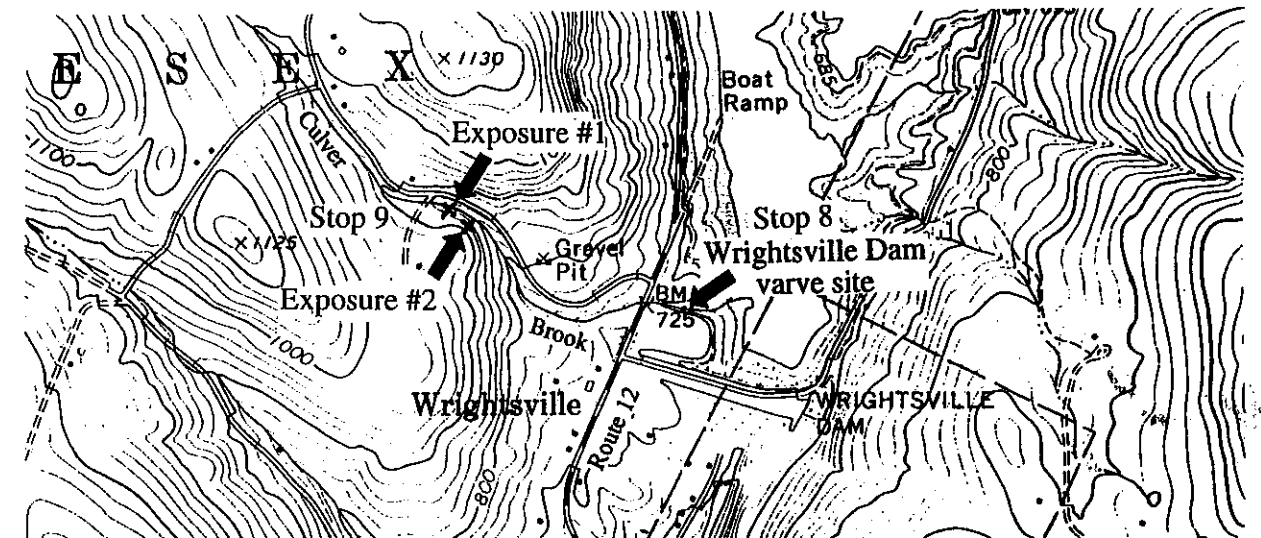 E S E X
1130
Boat
Ramp
685
Culver
Exposure #1
1100
800
Stop 9
Stop 8
1125
Gravel
Pit
Wrightsville Dam
varve site
Exposure #2
BM
725
Brook
1000
Wrightsville
Route 12
WRIGHTSVILLE
DAM
800